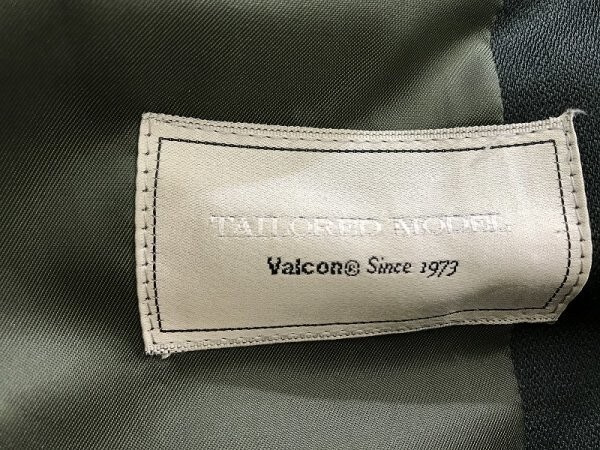 TAILORED MODEL
Valcon® Since 1973